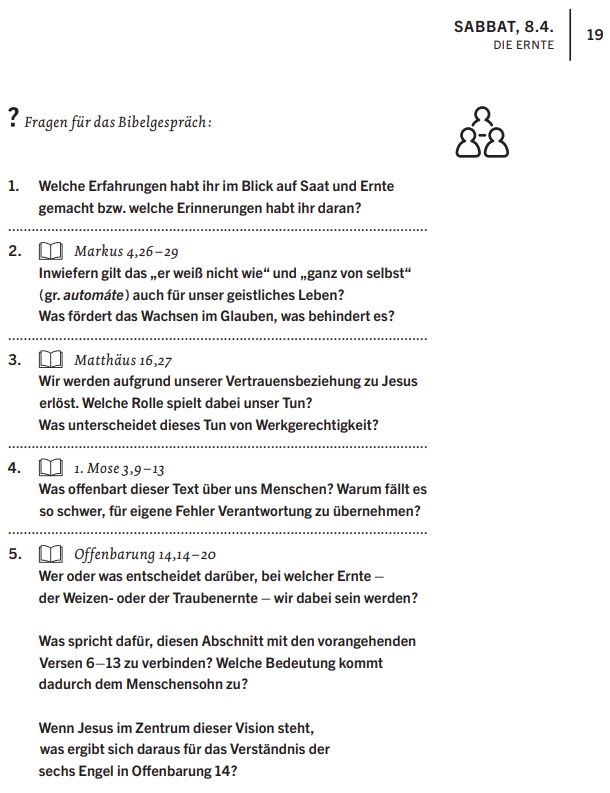 SABBAT, 8.4.
DIE ERNTE
19
? Fragen für das Bibelgespräch:
1. Welche Erfahrungen habt ihr im Blick auf Saat und Ernte
gemacht bzw. welche Erinnerungen habt ihr daran?
2. Markus 4,26–29
Inwiefern gilt das „er weiß nicht wie“ und „ganz von selbst“
(gr. automáte) auch für unser geistliches Leben?
Was fördert das Wachsen im Glauben, was behindert es?
3. Matthäus 16,27
Wir werden aufgrund unserer Vertrauensbeziehung zu Jesus
erlöst. Welche Rolle spielt dabei unser Tun?
Was unterscheidet dieses Tun von Werkgerechtigkeit?
4. 1. Mose 3,9–13
Was offenbart dieser Text über uns Menschen? Warum fällt es
so schwer, für eigene Fehler Verantwortung zu übernehmen?
5. Offenbarung 14,14–20
Wer oder was entscheidet darüber, bei welcher Ernte –
der Weizen- oder der Traubenernte – wir dabei sein werden?
Was spricht dafür, diesen Abschnitt mit den vorangehenden
Versen 6–13 zu verbinden? Welche Bedeutung kommt
dadurch dem Menschensohn zu?
Wenn Jesus im Zentrum dieser Vision steht,
was ergibt sich daraus für das Verständnis der
sechs Engel in Offenbarung 14?